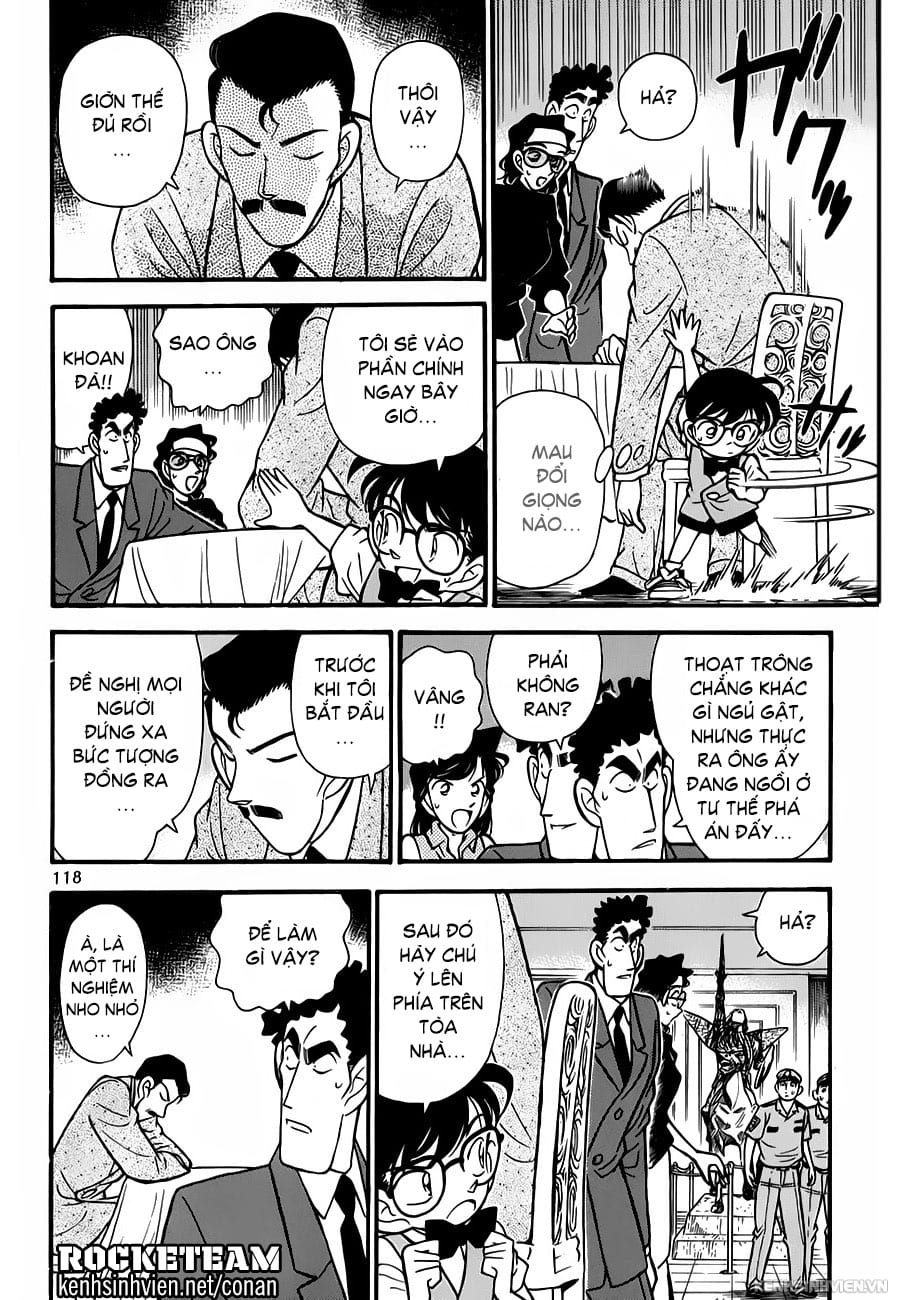 HẢ?
ガク
MAU
ĐỔI
GIỌNG
NÀO...
THÔI
VẬY
...
GIỠN THẾ
ĐỦ RỒI
...
TÔI SẼ VÀO
PHẦN CHÍNH
NGAY BÂY
GIỜ...
SAO ÔNG
...
KHOAN
ĐÃ!!
THOẠT TRÔNG
CHẲNG KHÁC
GÌ NGỦ GẬT,
NHƯNG THỰC
RA ÔNG ẤY
ĐANG NGỒI Ở
TƯ THẾ PHÁ
ÁN ĐẤY...
PHẢI
KHÔNG
RAN?
VÂNG
!!
TRƯỚC
KHI TÔI
BẮT ĐẦU
...
ĐỀ NGHỊ MỌI
NGƯỜI
ĐỨNG XA
BỨC TƯỢNG
ĐỒNG RA
...
118
HẢ?
SAU ĐÓ
HÃY CHÚ
Ý LÊN
PHÍA TRÊN
TÒA
NHÀ...
ĐỂ LÀM
GÌ VẬY?
À, LÀ
MỘT THÍ
NGHIỆM
NHO NHỎ
...
ROCKETEAM
kenhsinhvien.net/conan
KENHSINHVIEN.VN